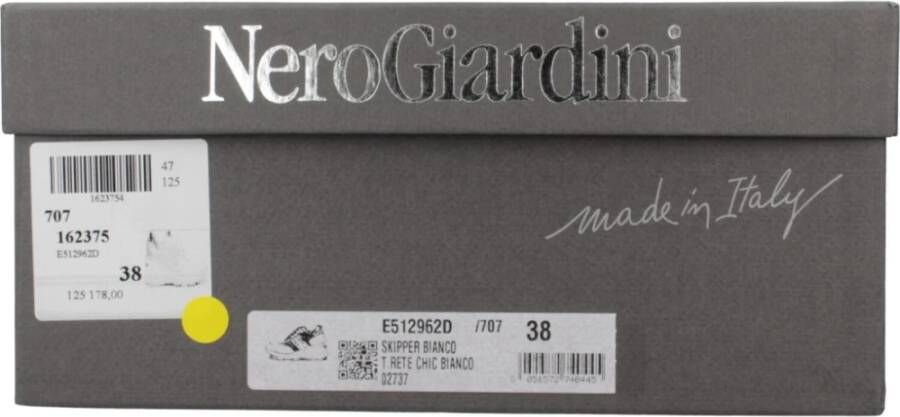 NeroGiardini
made in Italy
47
125
1623754
707
162375
E512962D
38
125 178,00
E512962D /707 38
SKIPPER BIANCO
T.RETE CHIC BIANCO
02737